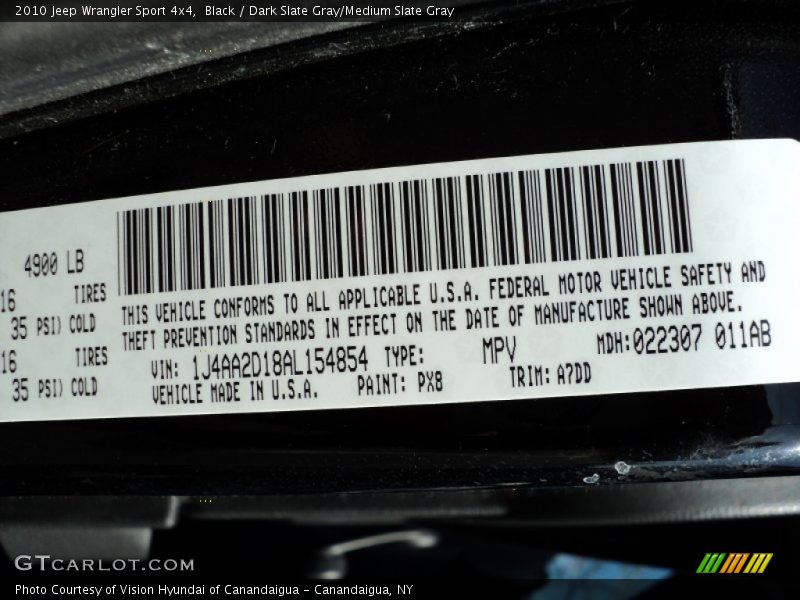 2010 Jeep Wrangler Sport 4x4,  Black / Dark Slate Gray/Medium Slate Gray
4900 LB
16 TIRES
35 PSI) COLD
16 TIRES
35 PSI) COLD
THIS VEHICLE CONFORMS TO ALL APPLICABLE U.S.A. FEDERAL MOTOR VEHICLE SAFETY AND
THEFT PREVENTION STANDARDS IN EFFECT ON THE DATE OF MANUFACTURE SHOWN ABOVE.
VIN: 1J4AA2D18AL154854 TYPE: MPV MDH:022307 011AB
VEHICLE MADE IN U.S.A. PAINT: PX8 TRIM: A7DD
GTCARLOT.COM
Photo Courtesy of Vision Hyundai of Canandaigua - Canandaigua, NY